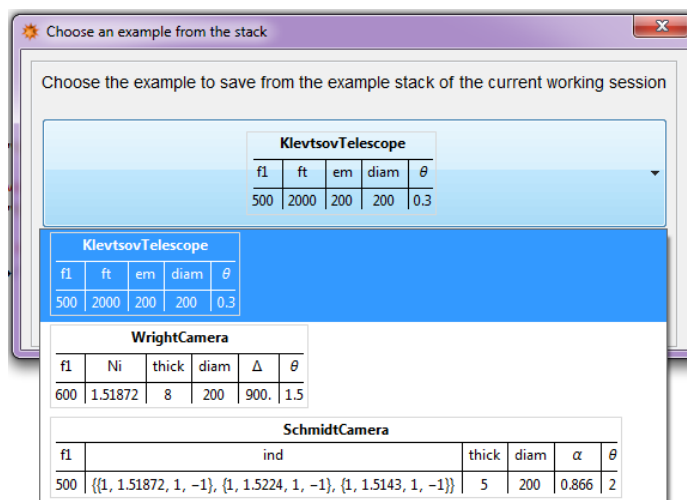 Choose an example from the stack
Choose the example to save from the example stack of the current working session
KlevtsovTelescope
f1 ft em diam θ
500 2000 200 200 0.3
KlevtsovTelescope
f1 ft em diam θ
500 2000 200 200 0.3
WrightCamera
f1 Ni thick diam Δ θ
600 1.51872 8 200 900. 1.5
SchmidtCamera
f1 ind thick diam α θ
500 {{1, 1.51872, 1, −1}, {1, 1.5224, 1, −1}, {1, 1.5143, 1, −1}} 5 200 0.866 2